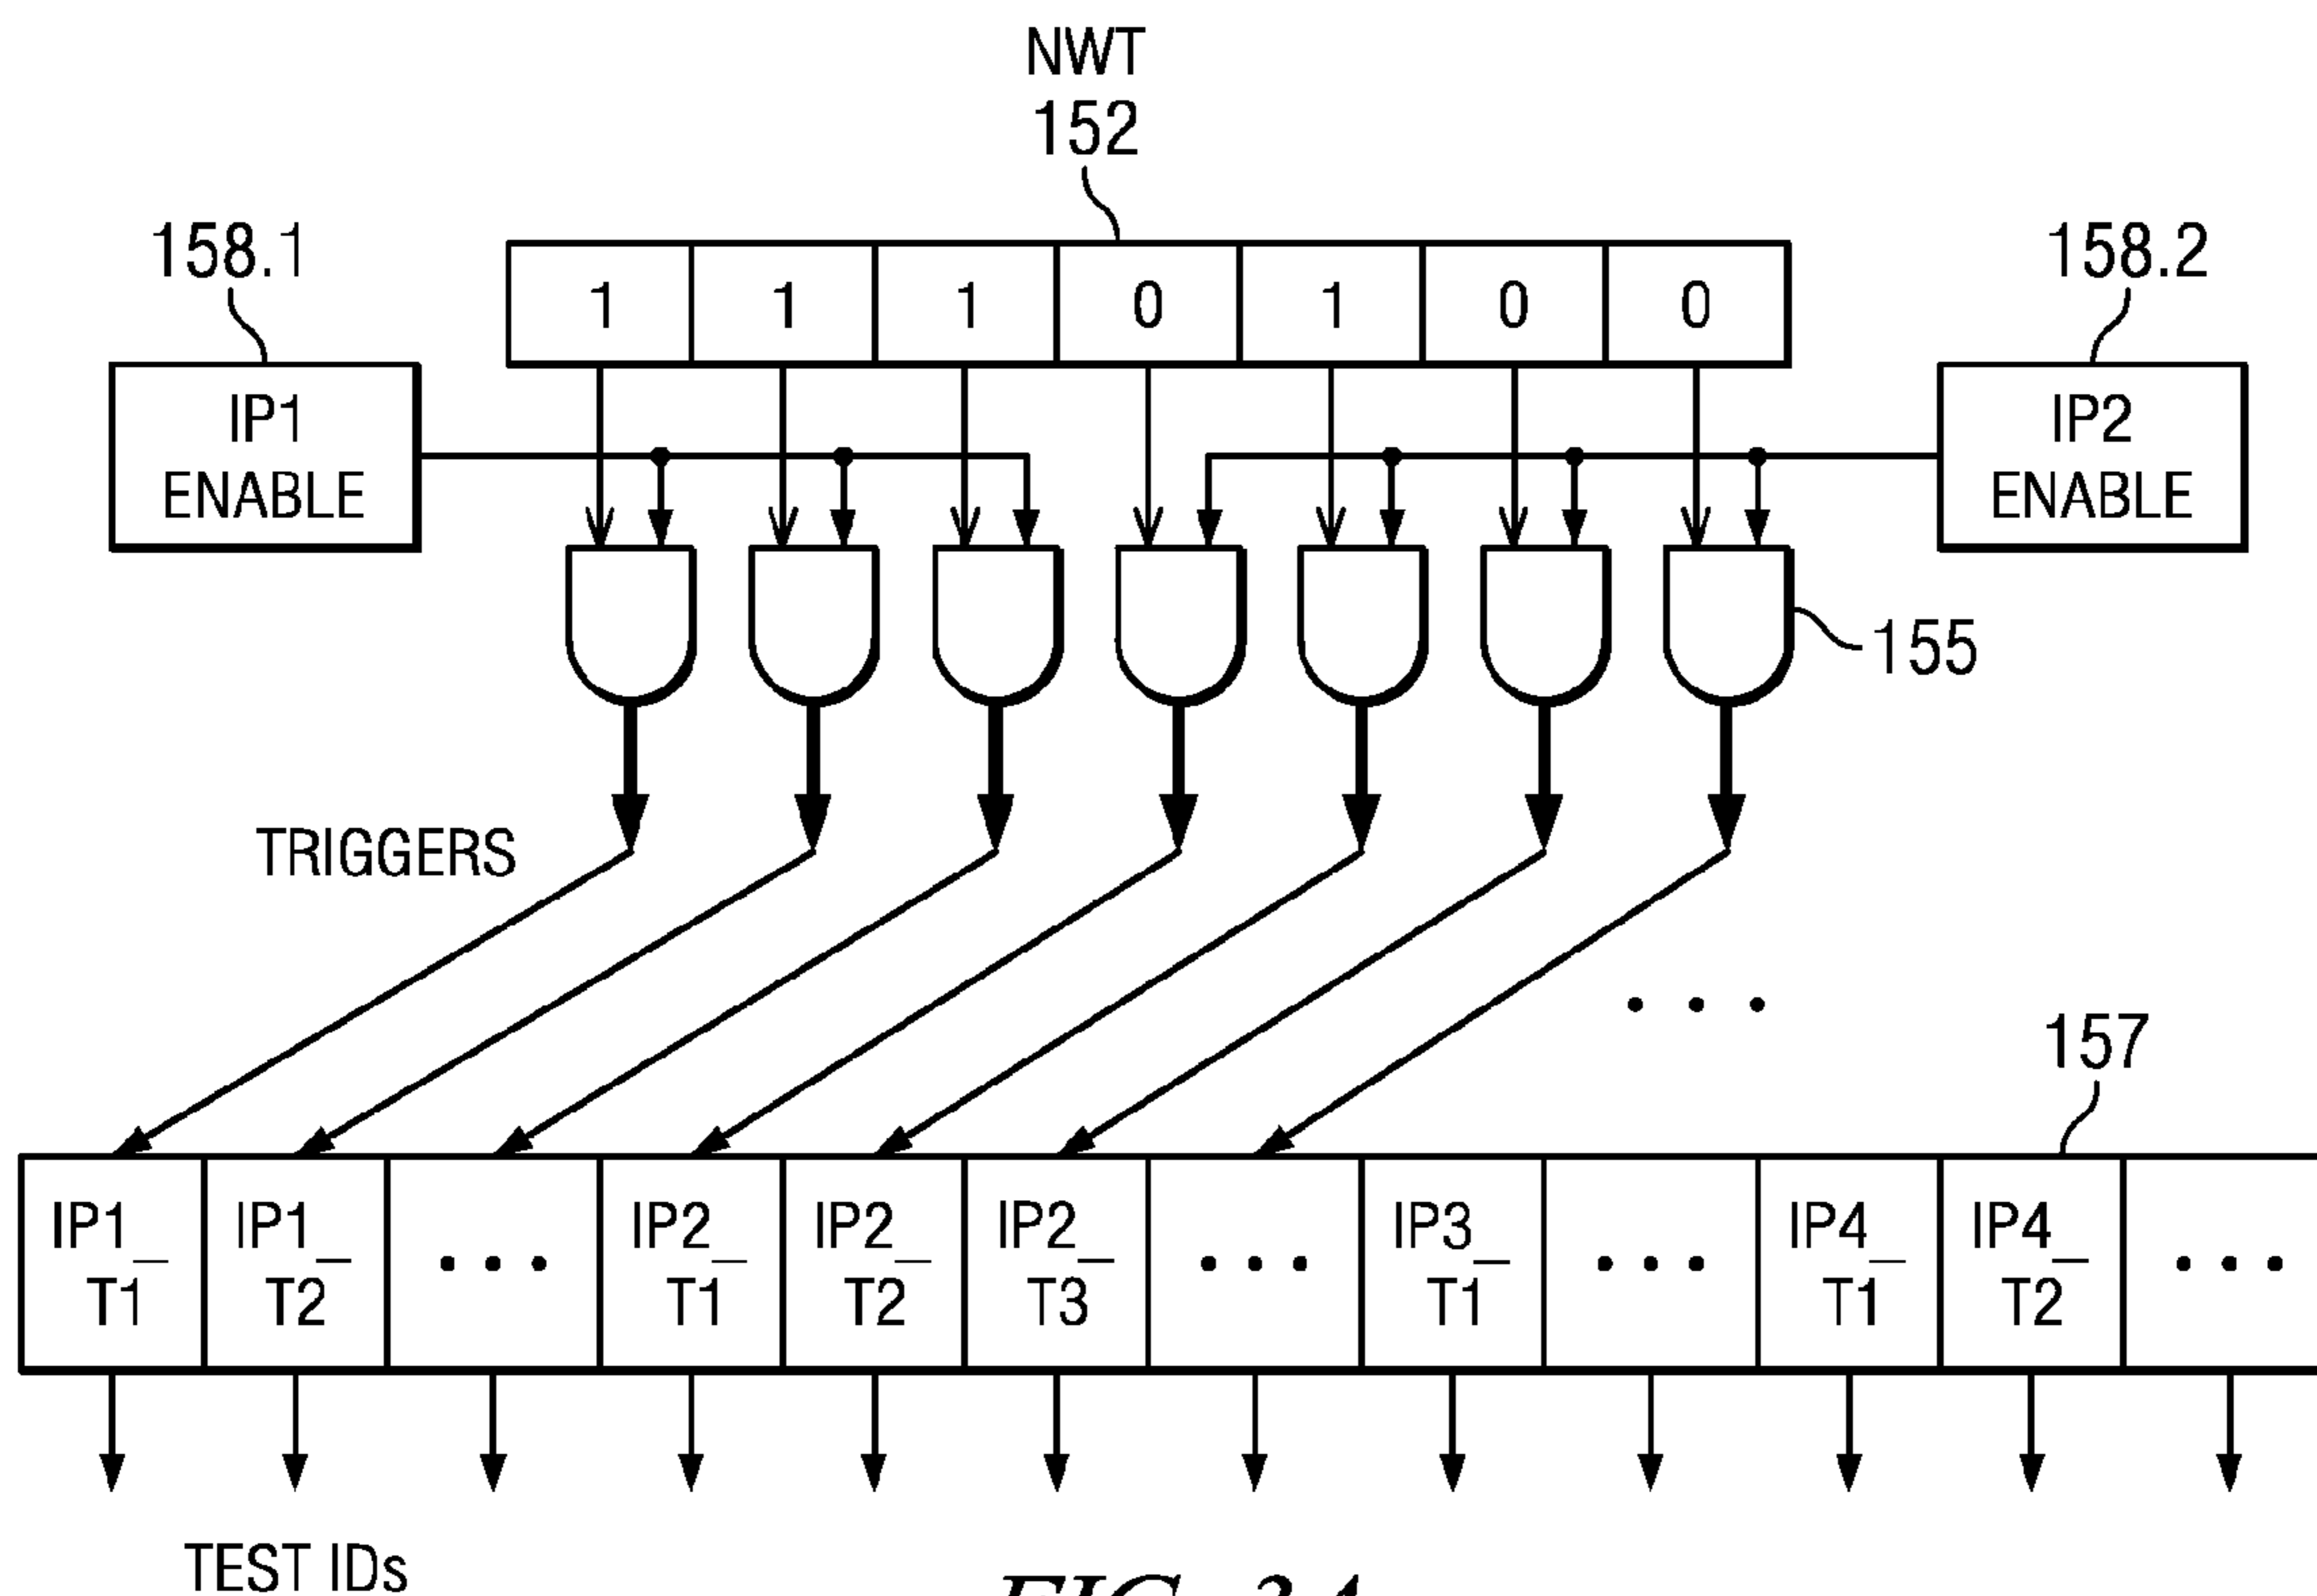 NWT
152
158.1
158.2
1 1 1 0 1 0 0
IP1
ENABLE
IP2
ENABLE
155
TRIGGERS
. . .
157
IP1_
T1
IP1_
T2
. . .
IP2_
T1
IP2_
T2
IP2_
T3
. . .
IP3_
T1
. . .
IP4_
T1
IP4_
T2
. . .
TEST IDs